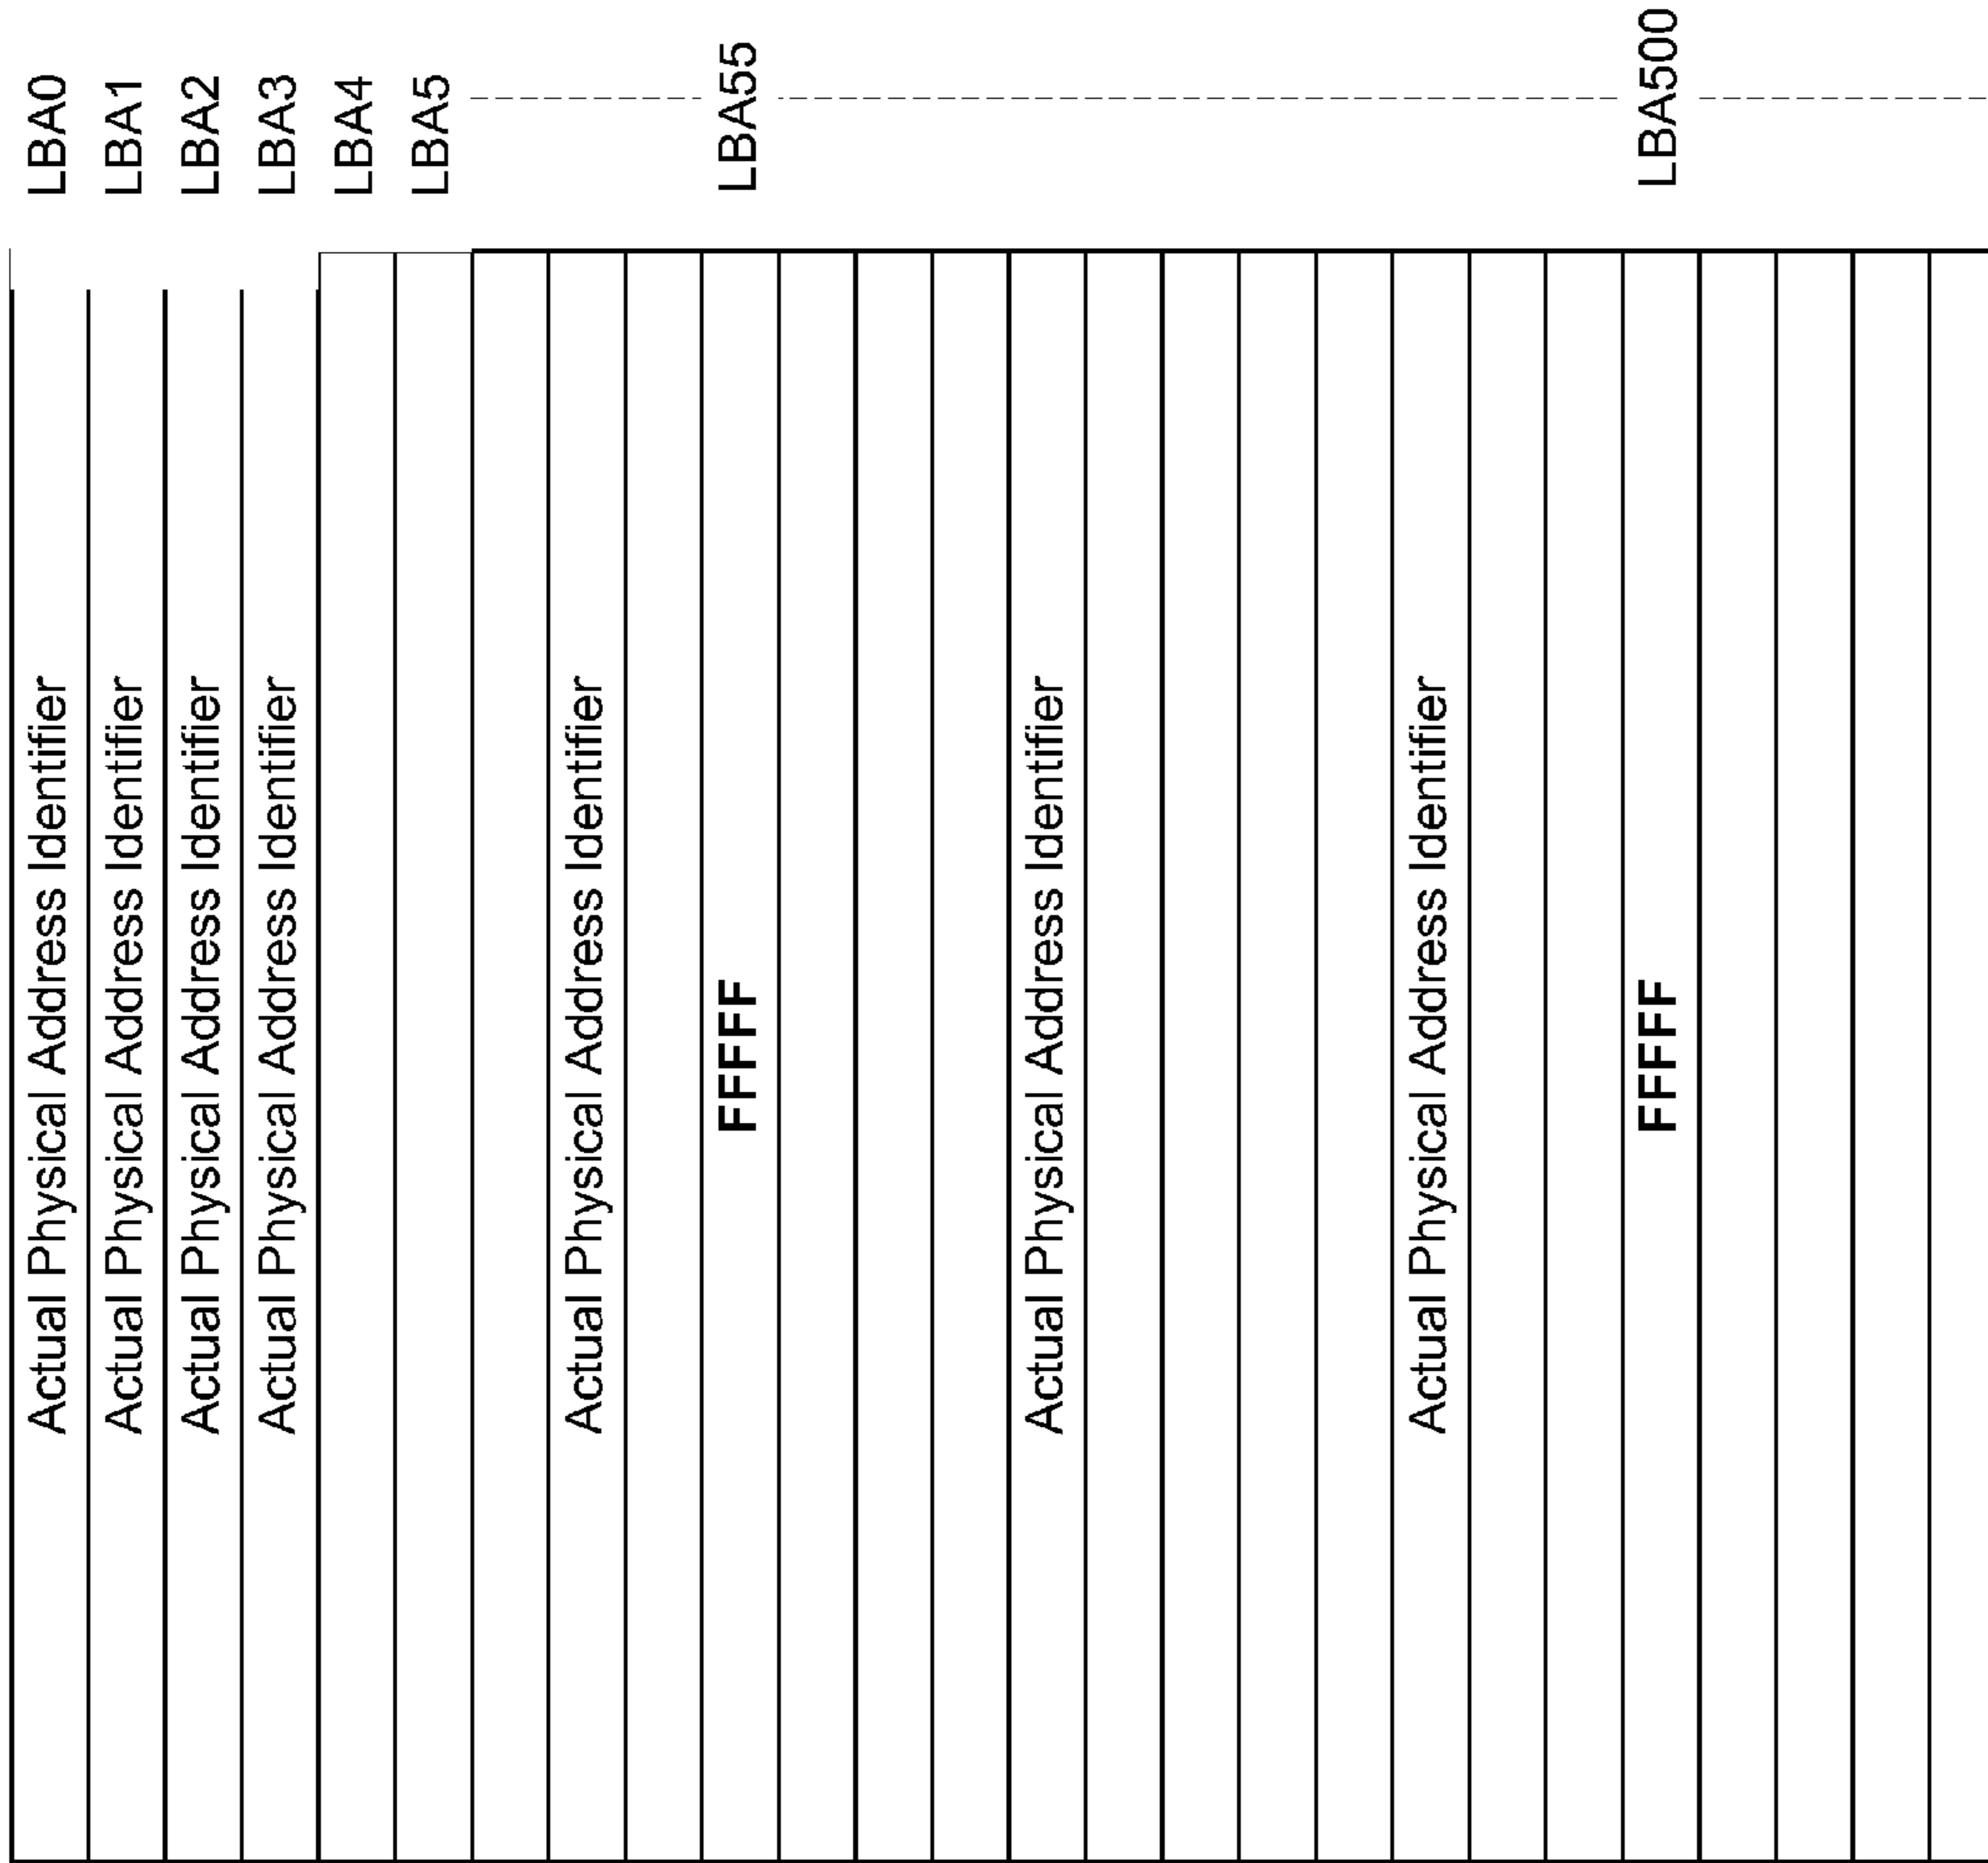 Actual Physical Address Identifier LBA0
Actual Physical Address Identifier LBA1
Actual Physical Address Identifier LBA2
Actual Physical Address Identifier LBA3
LBA4
LBA5
Actual Physical Address Identifier
FFFFF LBA55
Actual Physical Address Identifier
Actual Physical Address Identifier
FFFFF LBA500